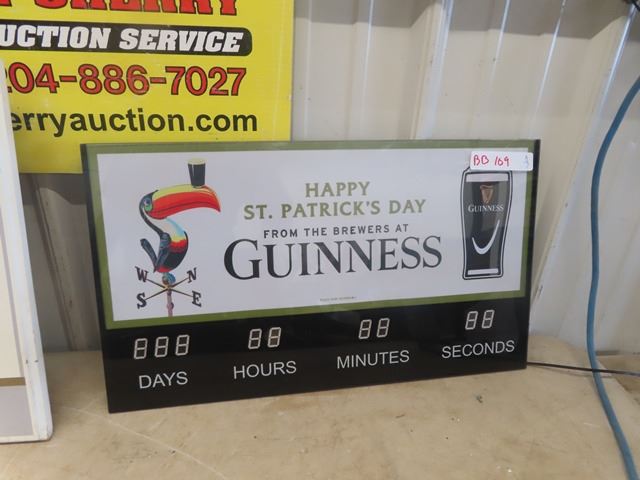 UCTION SERVICE
204-886-7027
erryauction.com
BB 109
HAPPY
ST. PATRICK'S DAY
FROM THE BREWERS AT
GUINNESS
GUINNESS
W N
S E
888 88 88 88
DAYS HOURS MINUTES SECONDS